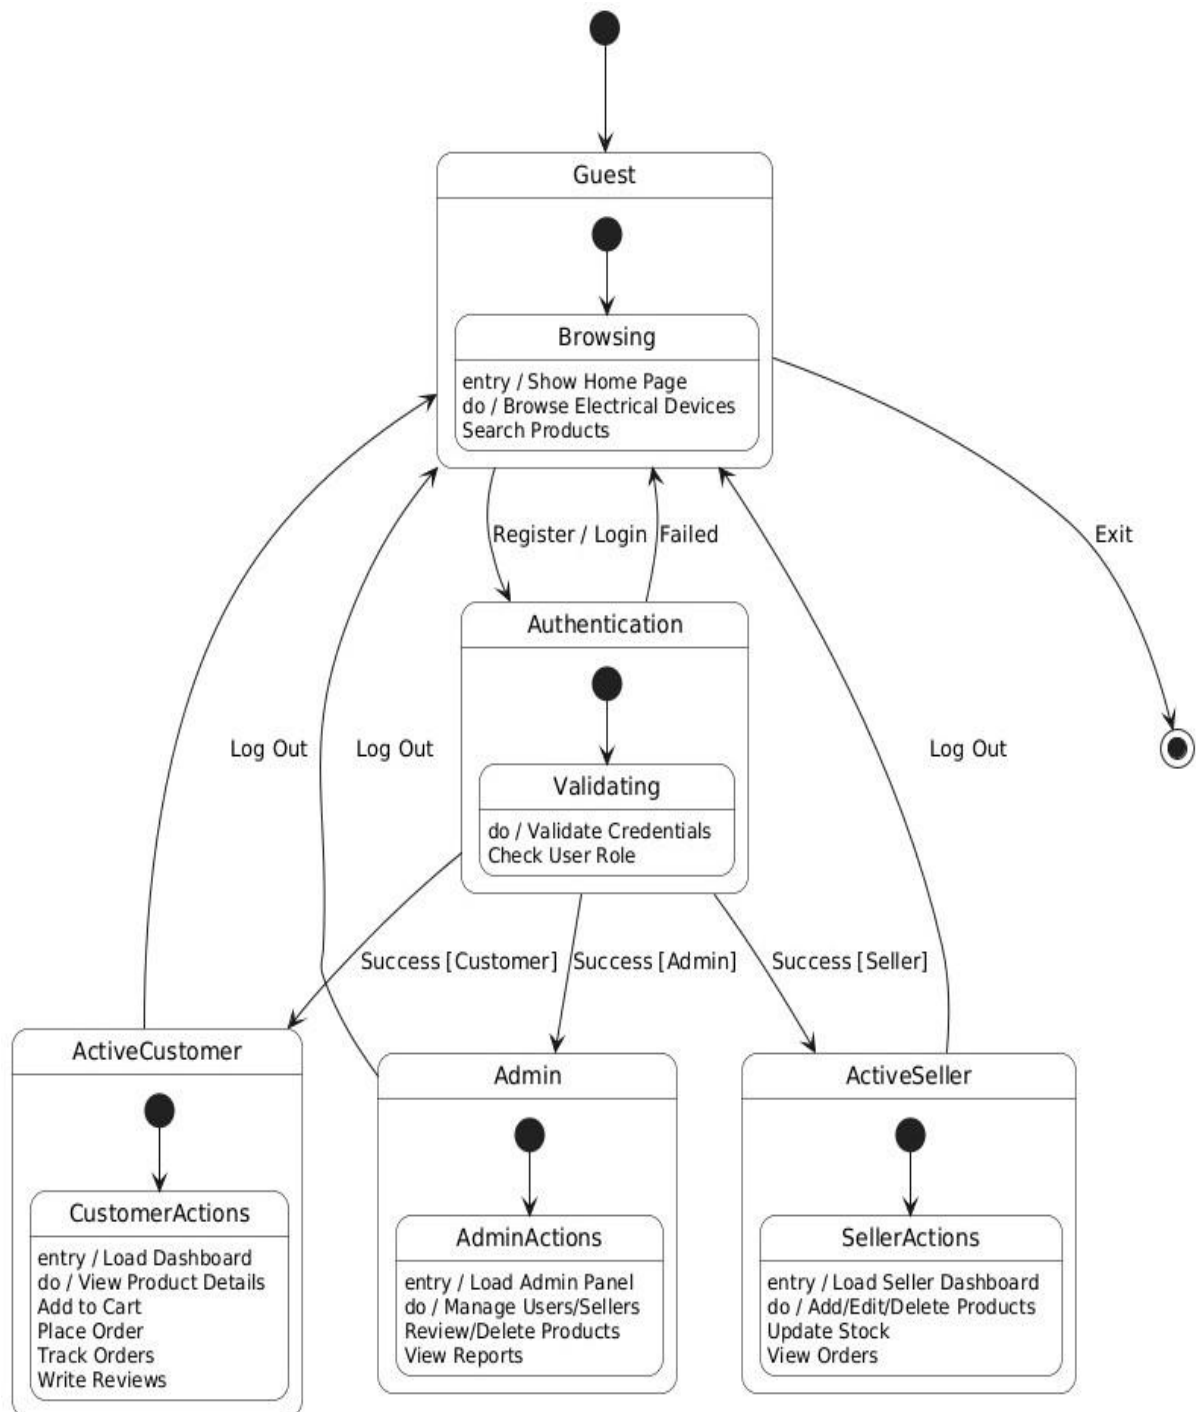 Guest
Browsing
entry / Show Home Page
do / Browse Electrical Devices
Search Products
Register / Login
Failed
Exit
Authentication
Log Out
Log Out
Log Out
Validating
do / Validate Credentials
Check User Role
Success [Customer]
Success [Admin]
Success [Seller]
ActiveCustomer
CustomerActions
entry / Load Dashboard
do / View Product Details
Add to Cart
Place Order
Track Orders
Write Reviews
Admin
AdminActions
entry / Load Admin Panel
do / Manage Users/Sellers
Review/Delete Products
View Reports
ActiveSeller
SellerActions
entry / Load Seller Dashboard
do / Add/Edit/Delete Products
Update Stock
View Orders